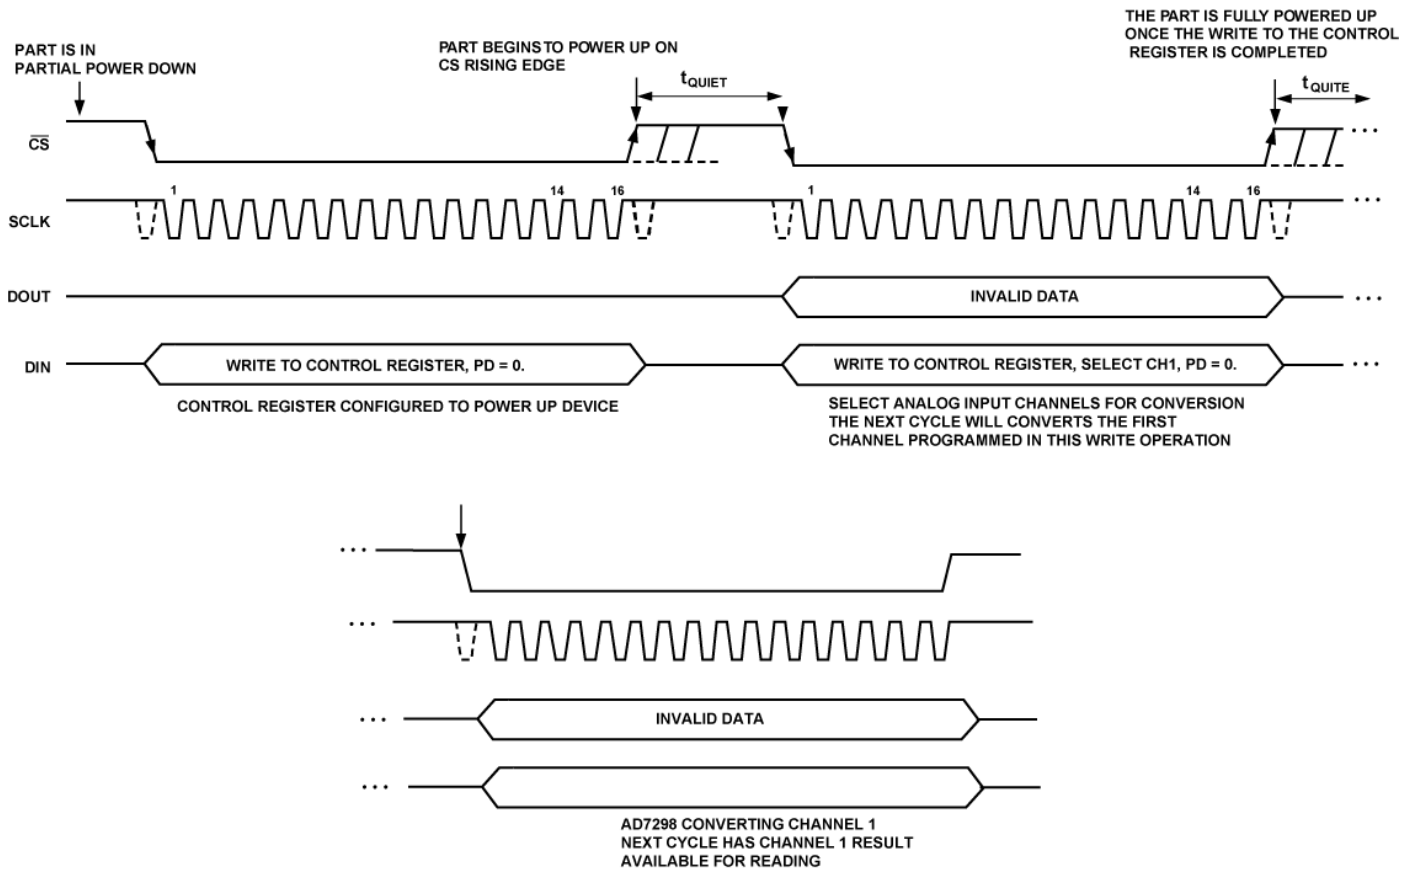 PART IS IN
PARTIAL POWER DOWN
PART BEGINS TO POWER UP ON
CS RISING EDGE
tQUIET
THE PART IS FULLY POWERED UP
ONCE THE WRITE TO THE CONTROL
REGISTER IS COMPLETED
tQUITE
CS
...
SCLK
1 14 16 1 14 16
...
DOUT
INVALID DATA
...
DIN
WRITE TO CONTROL REGISTER, PD = 0.
WRITE TO CONTROL REGISTER, SELECT CH1, PD = 0.
...
CONTROL REGISTER CONFIGURED TO POWER UP DEVICE
SELECT ANALOG INPUT CHANNELS FOR CONVERSION
THE NEXT CYCLE WILL CONVERTS THE FIRST
CHANNEL PROGRAMMED IN THIS WRITE OPERATION
...
...
... INVALID DATA
...
AD7298 CONVERTING CHANNEL 1
NEXT CYCLE HAS CHANNEL 1 RESULT
AVAILABLE FOR READING